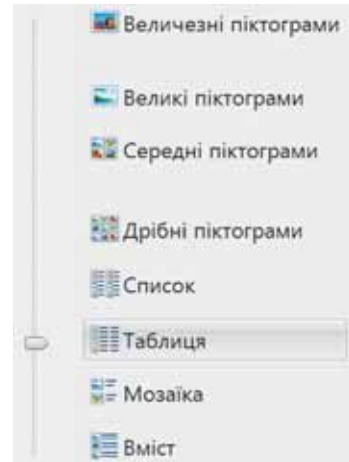 Величезні піктограми
Великі піктограми
Середні піктограми
Дрібні піктограми
Список
Таблиця
Мозаїка
Вміст